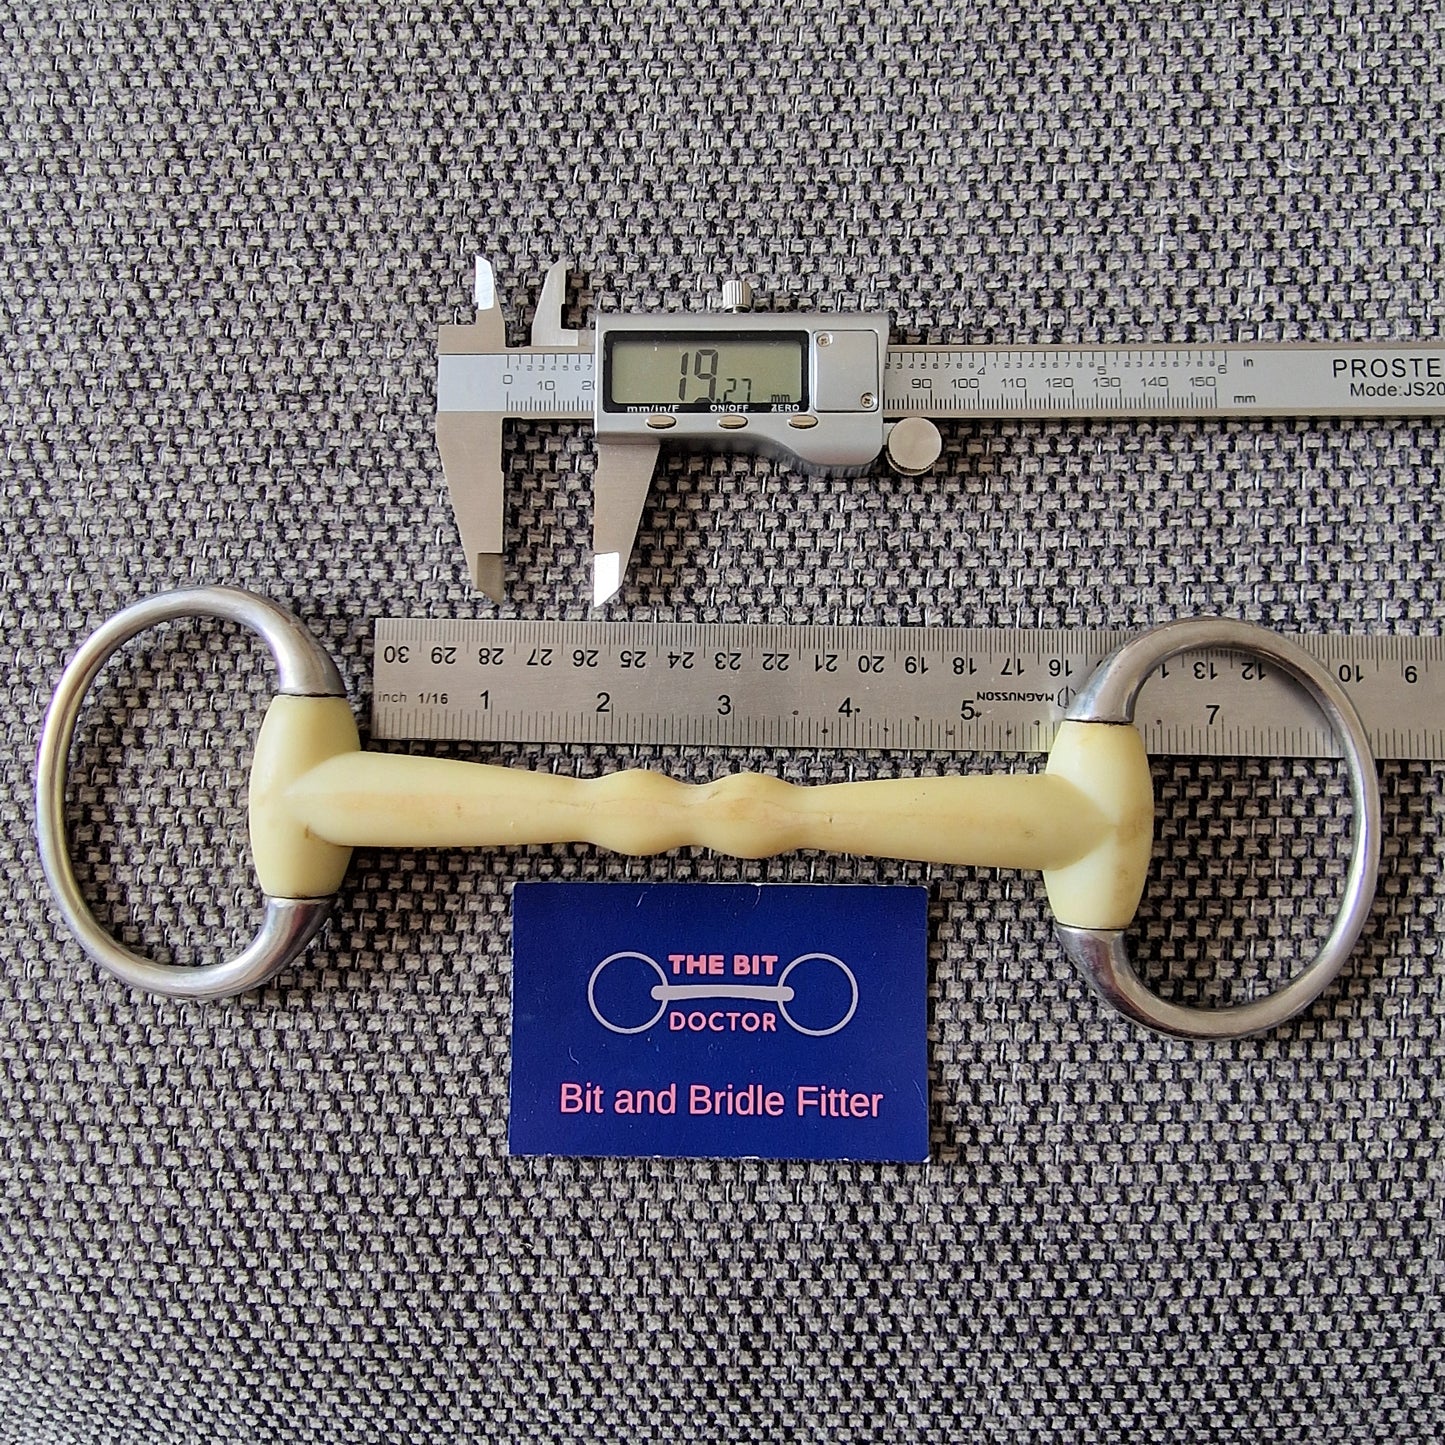 19.27 mm
mm/in/F ON/OFF ZERO
0 10
90 100 110 120 130 140 150
4 5 6 in
mm
PROSTE
Mode:JS20
30 29 28 27 26 25 24 23 22 21 20 19 18 17 16 13 12 10 9
MAGNUSSON
inch 1/16 1 2 3 4 5 7
THE BIT
DOCTOR
Bit and Bridle Fitter